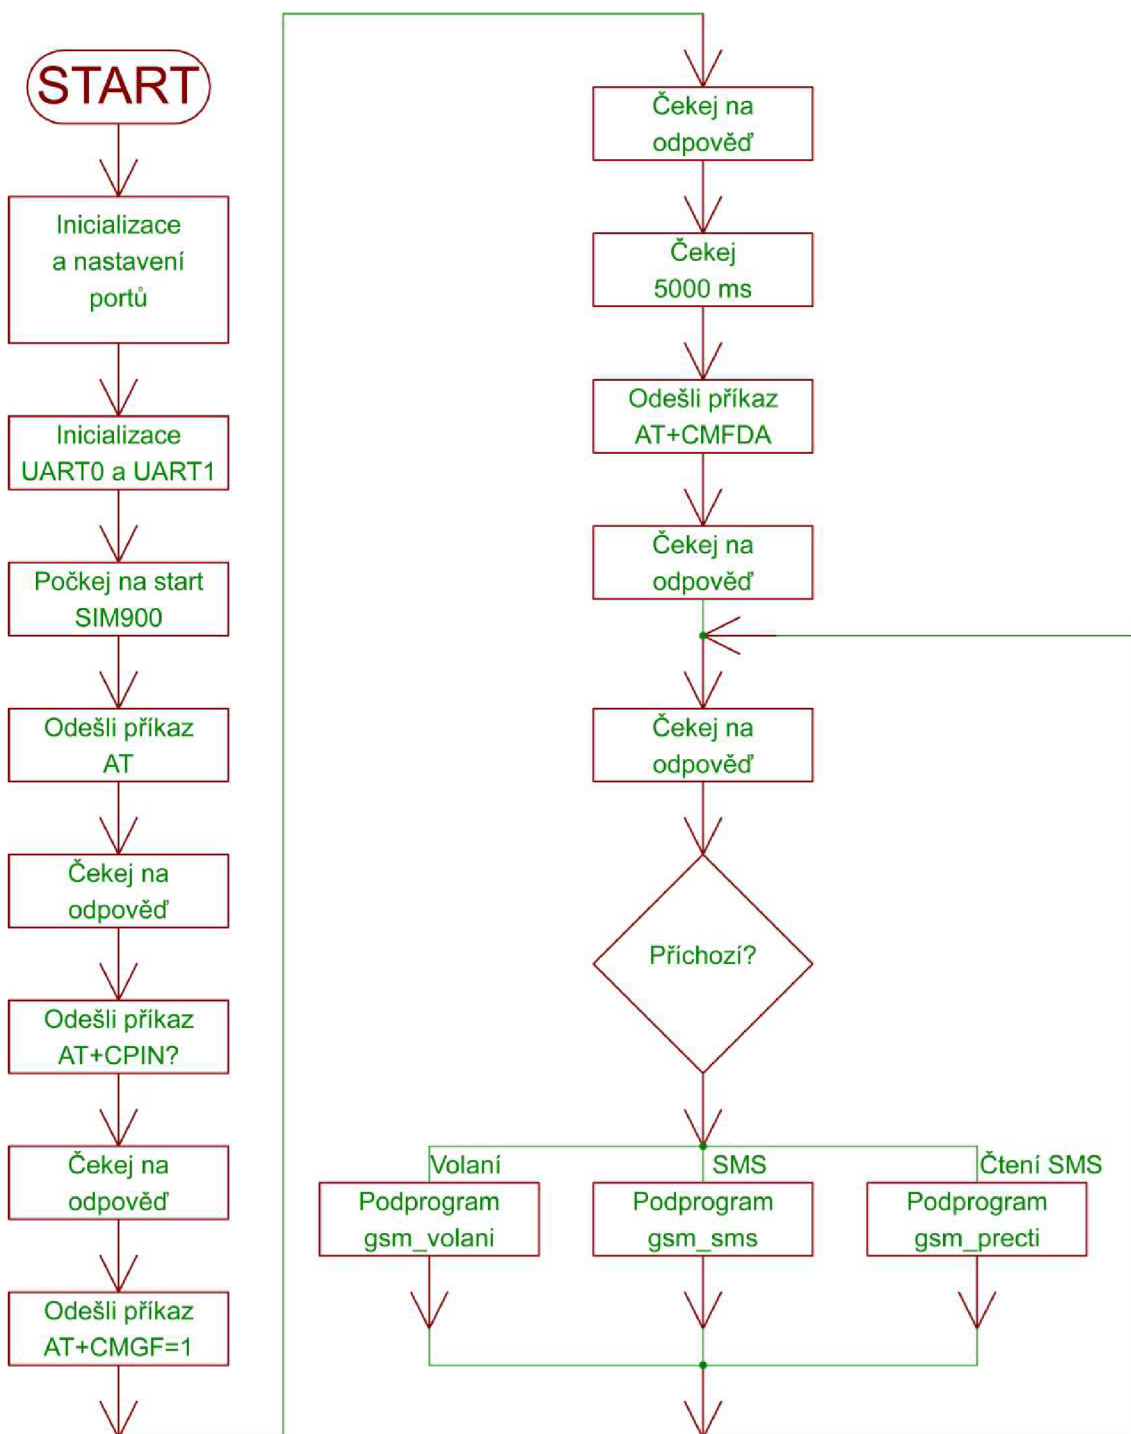 START
Inicializace
a nastavení
portů
Inicializace
UART0 a UART1
Počkej na start
SIM900
Odešli příkaz
AT
Čekej na
odpověď
Odešli příkaz
AT+CPIN?
Čekej na
odpověď
Odešli příkaz
AT+CMGF=1
Čekej na
odpověď
Čekej
5000 ms
Odešli příkaz
AT+CMFDA
Čekej na
odpověď
Čekej na
odpověď
Příchozí?
Volaní
SMS
Čtení SMS
Podprogram
gsm_volani
Podprogram
gsm_sms
Podprogram
gsm_precti